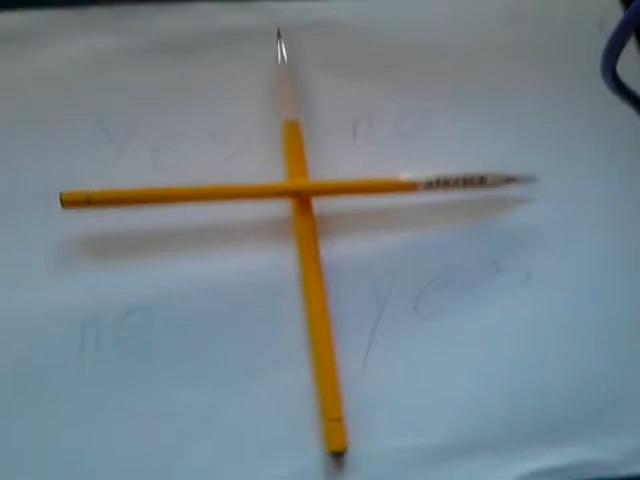 yes no
no yes